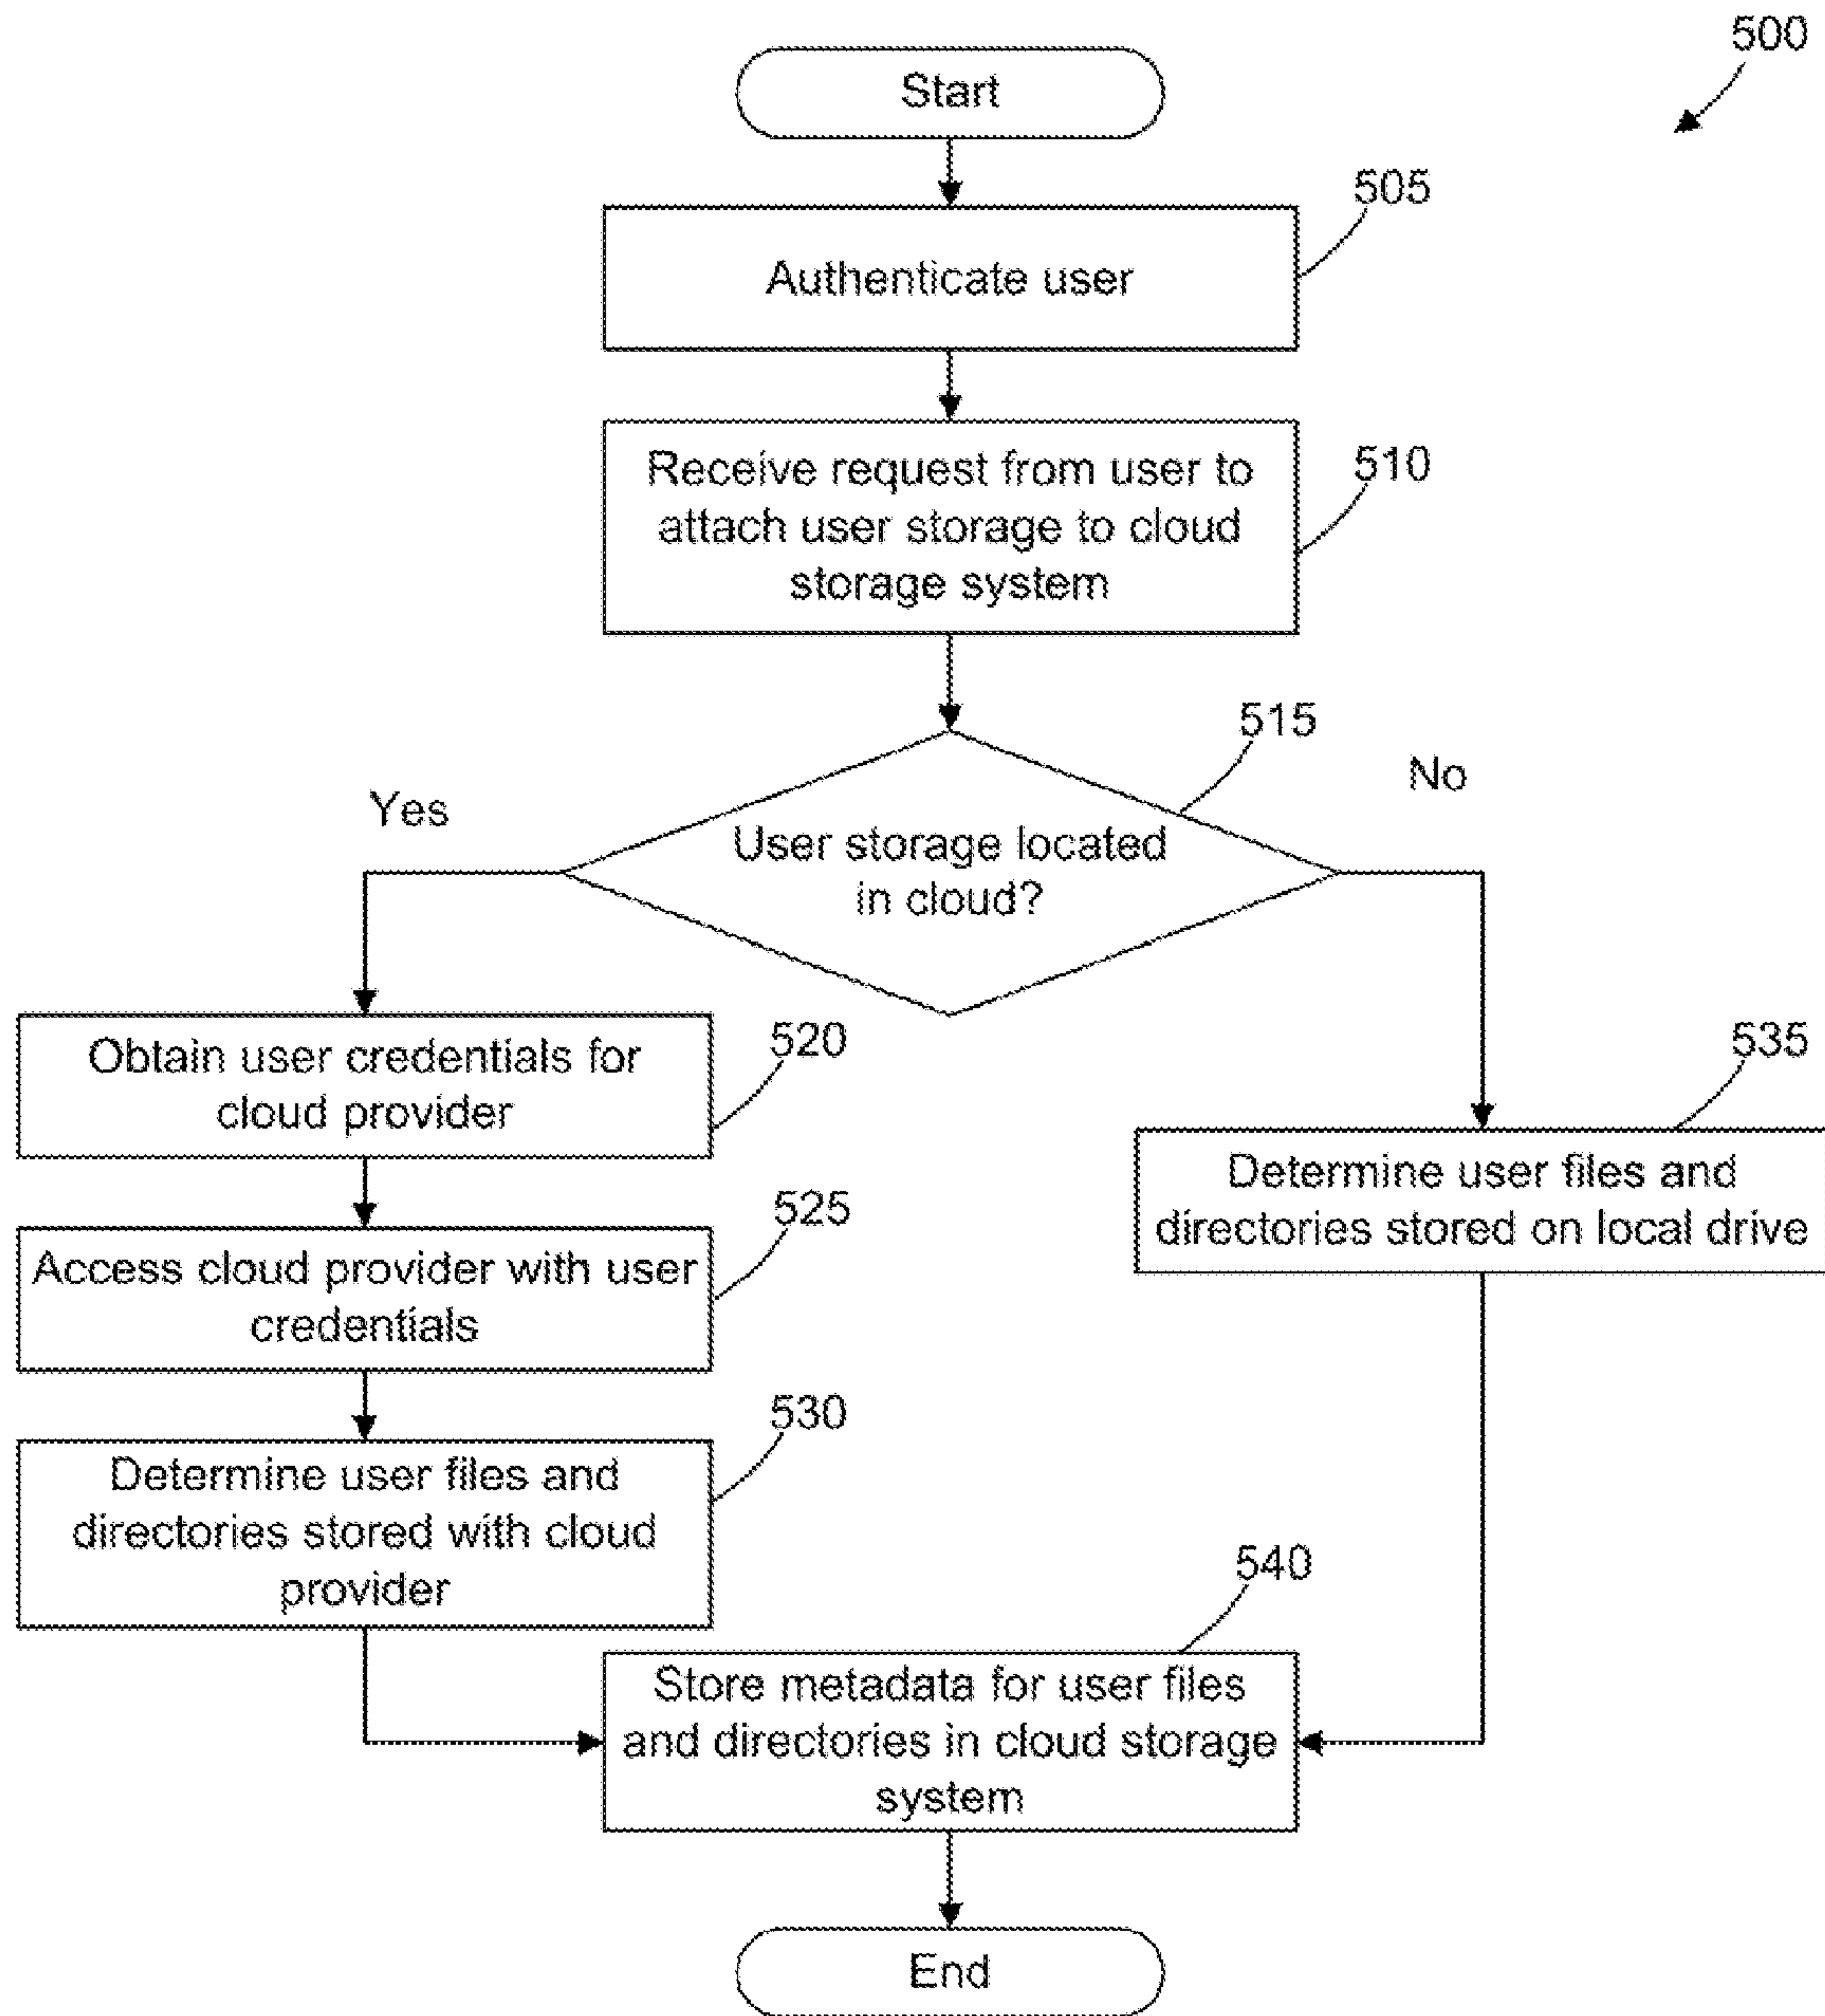 500
Start
505
Authenticate user
510
Receive request from user to
attach user storage to cloud
storage system
515
Yes
No
User storage located
in cloud?
520
Obtain user credentials for
cloud provider
535
Determine user files and
directories stored on local drive
525
Access cloud provider with user
credentials
530
Determine user files and
directories stored with cloud
provider
540
Store metadata for user files
and directories in cloud storage
system
End